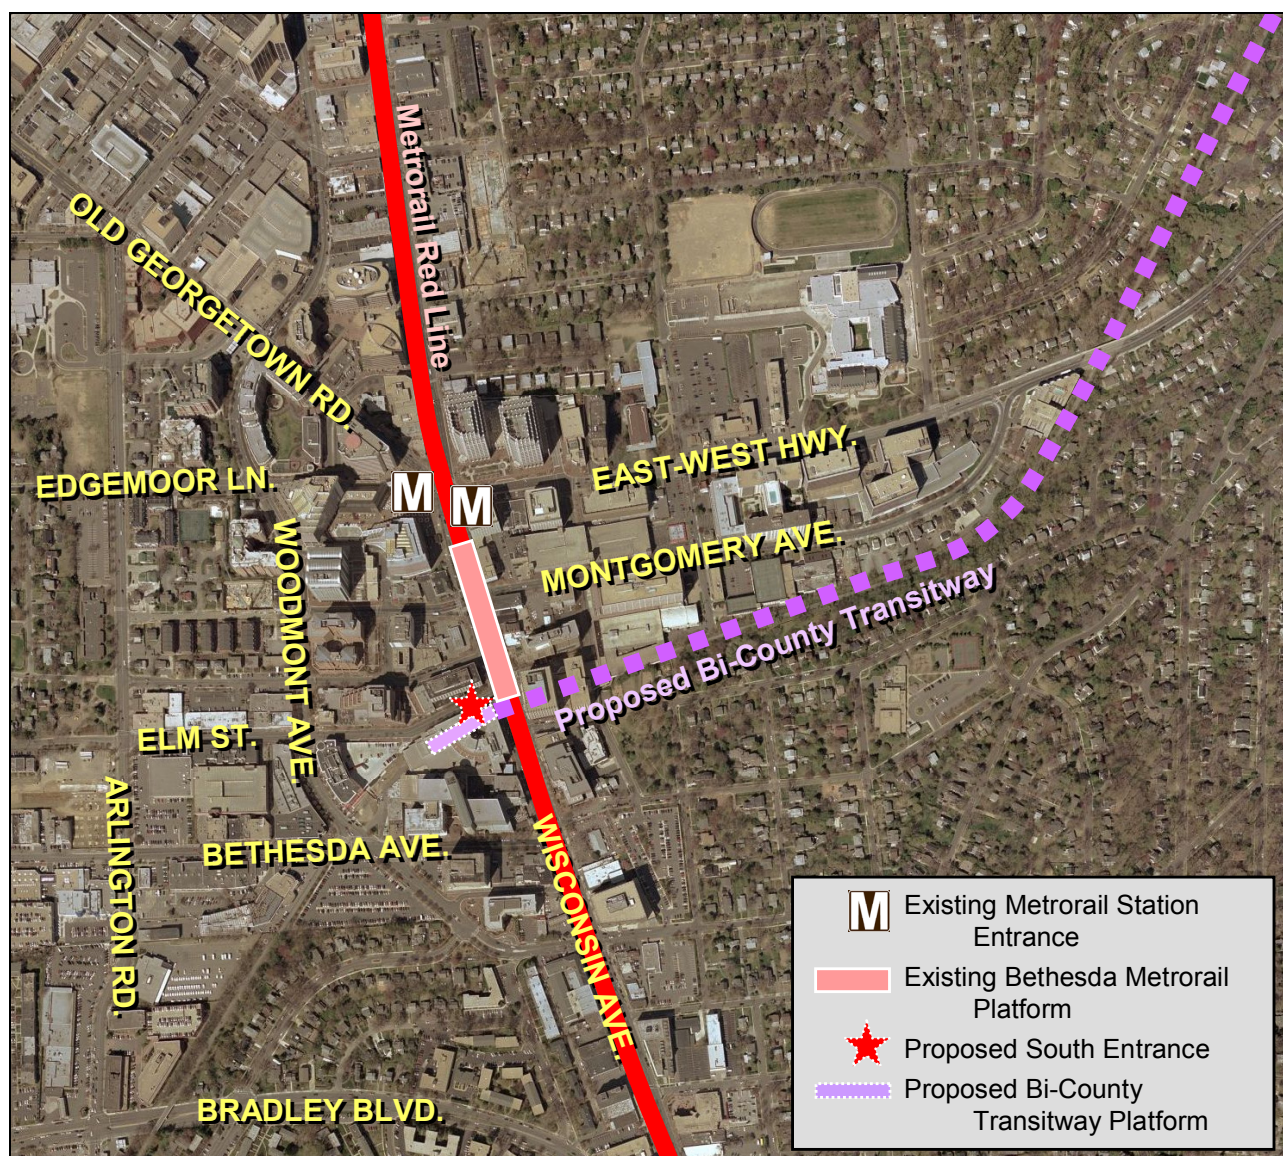 Metrorail Red Line
OLD GEORGETOWN RD.
EAST-WEST HWY.
EDGEMOOR LN.
M
M
WOODMONT AVE.
MONTGOMERY AVE.
Proposed Bi-County Transitway
ELM ST.
ARLINGTON RD.
BETHESDA AVE.
WISCONSIN AVE.
BRADLEY BLVD.
M
Existing Metrorail Station
Entrance
Existing Bethesda Metrorail
Platform
Proposed South Entrance
Proposed Bi-County
Transitway Platform